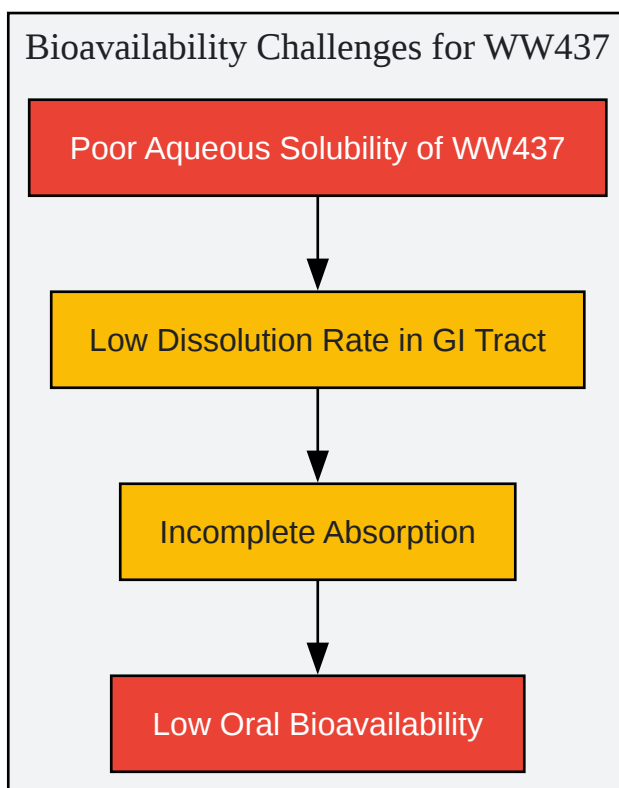 Bioavailability Challenges for WW437
Poor Aqueous Solubility of WW437
Low Dissolution Rate in GI Tract
Incomplete Absorption
Low Oral Bioavailability